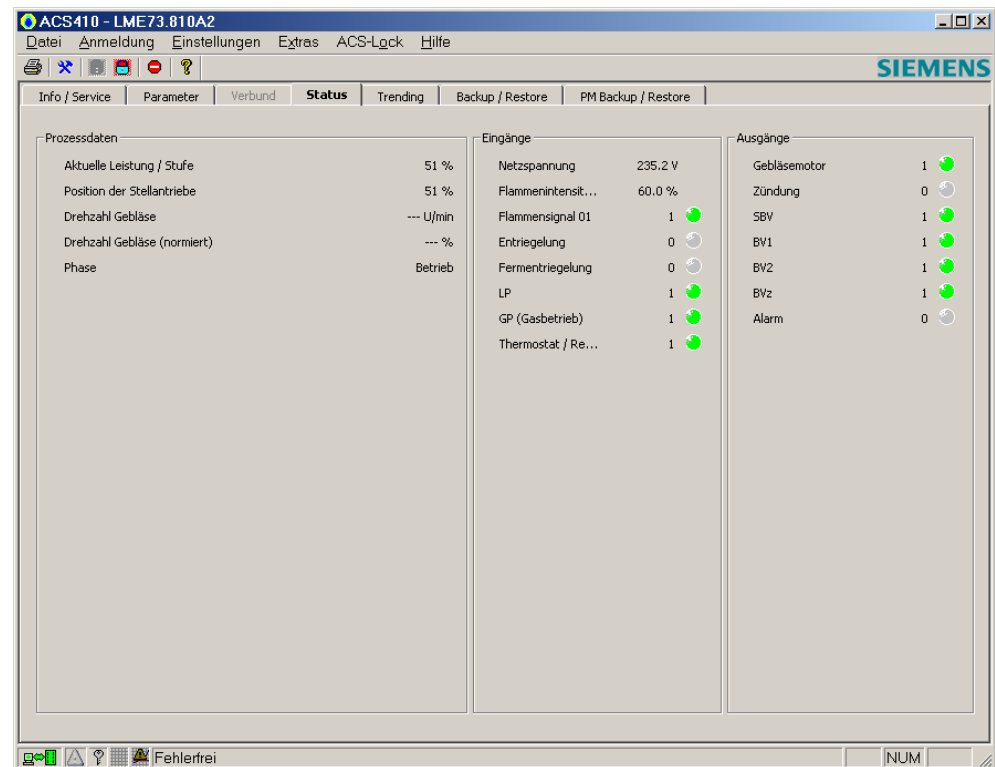 ACS410 - LME73.810A2
Datei Anmeldung Einstellungen Extras ACS-Lock Hilfe
SIEMENS
Info / Service Parameter Verbund Status Trending Backup / Restore PM Backup / Restore
Prozessdaten
Aktuelle Leistung / Stufe 51 %
Position der Stellantriebe 51 %
Drehzahl Gebläse --- U/min
Drehzahl Gebläse (normiert) --- %
Phase Betrieb
Eingänge
Netzspannung 235.2 V
Flammenintensit... 60.0 %
Flammensignal 01 1
Entriegelung 0
Fermentriegelung 0
LP 1
GP (Gasbetrieb) 1
Thermostat / Re... 1
Ausgänge
Gebläsemotor 1
Zündung 0
SBV 1
BV1 1
BV2 1
BVz 1
Alarm 0
Fehlerfrei
NUM